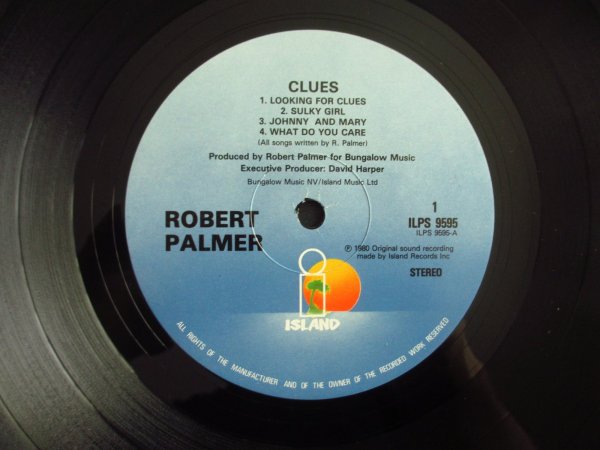 CLUES
1. LOOKING FOR CLUES
2. SULKY GIRL
3. JOHNNY AND MARY
4. WHAT DO YOU CARE
(All songs written by R. Palmer)
Produced by Robert Palmer for Bungalow Music
Executive Producer: David Harper
Bungalow Music NV/Island Music Ltd
ROBERT
PALMER
1
ILPS 9595
ILPS 9595-A
℗ 1980 Original sound recording
made by Island Records Inc
STEREO
ISLAND
ALL RIGHTS OF THE MANUFACTURER AND OF THE OWNER OF THE RECORDED WORK RESERVED